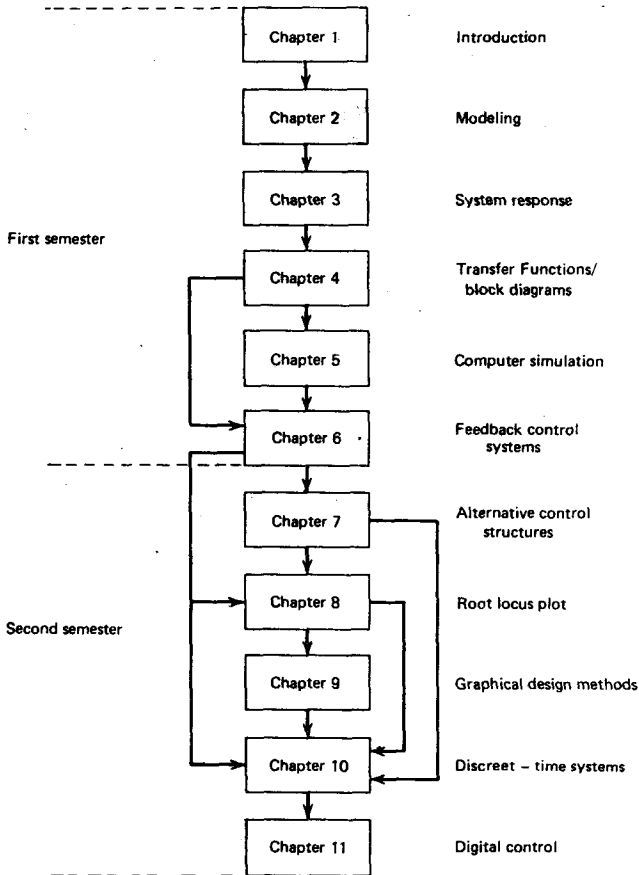 Chapter 1 Introduction
Chapter 2 Modeling
Chapter 3 System response
First semester
Chapter 4 Transfer Functions/
block diagrams
Chapter 5 Computer simulation
Chapter 6 Feedback control
systems
Chapter 7 Alternative control
structures
Chapter 8 Root locus plot
Second semester
Chapter 9 Graphical design methods
Chapter 10 Discreet – time systems
Chapter 11 Digital control